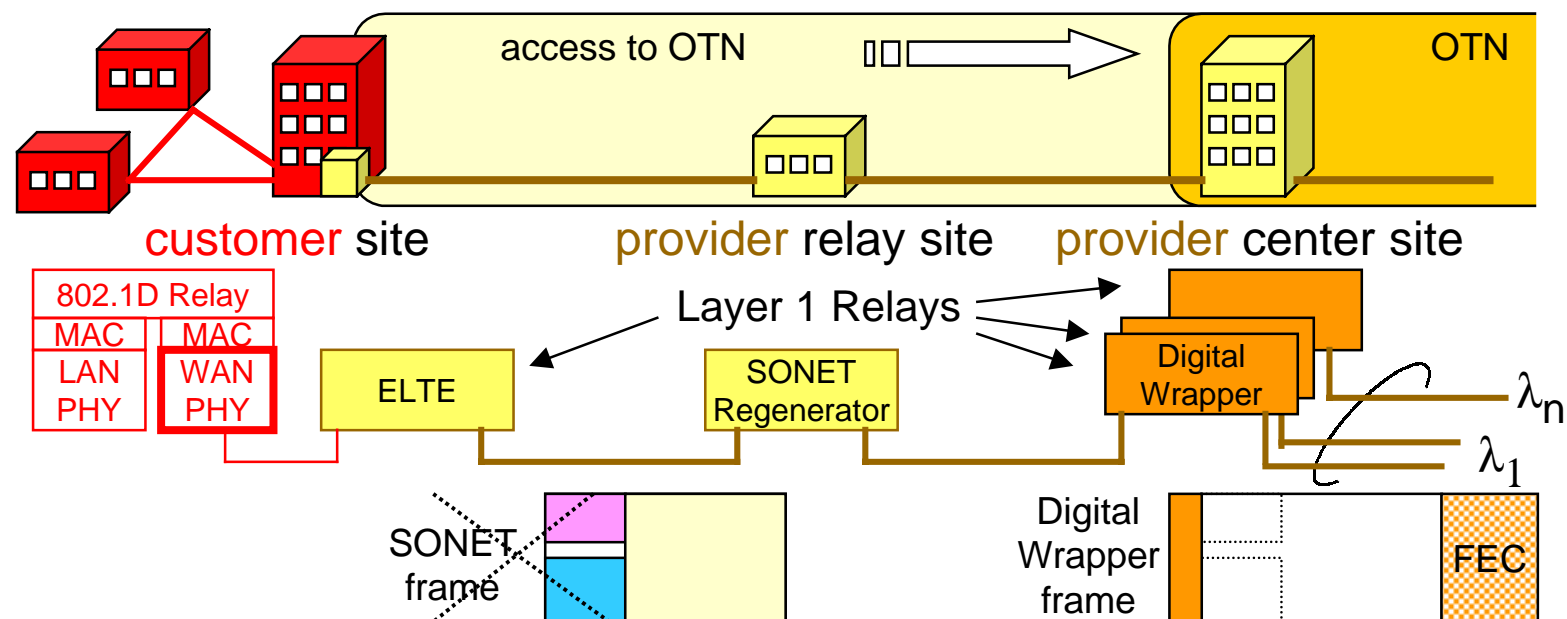 access to OTN
OTN
customer site
provider relay site
provider center site
802.1D Relay
MAC
MAC
LAN
PHY
WAN
PHY
ELTE
Layer 1 Relays
SONET
Regenerator
Digital
Wrapper
λn
λ1
SONET
frame
Digital
Wrapper
frame
FEC